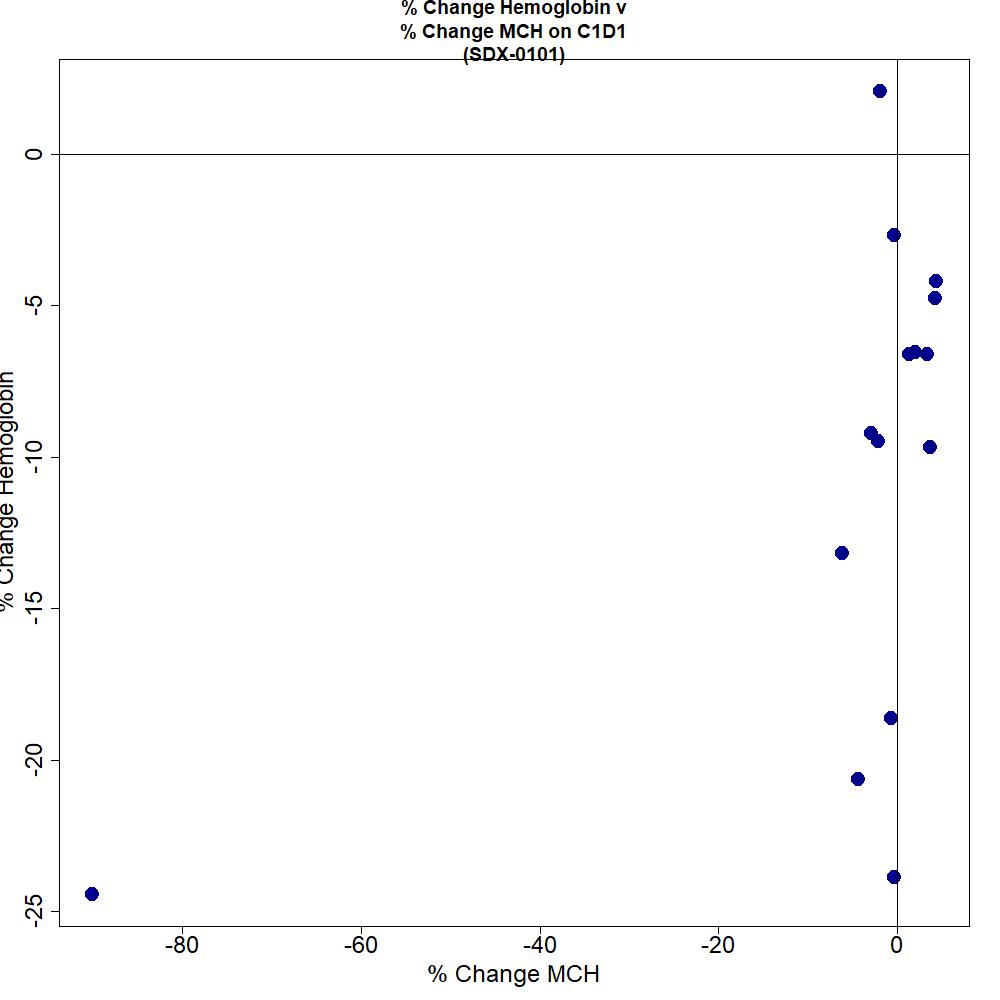 % Change Hemoglobin v
% Change MCH on C1D1
(SDX-0101)
% Change Hemoglobin
0
-5
-10
-15
-20
-25
-80
-60
-40
-20
0
% Change MCH